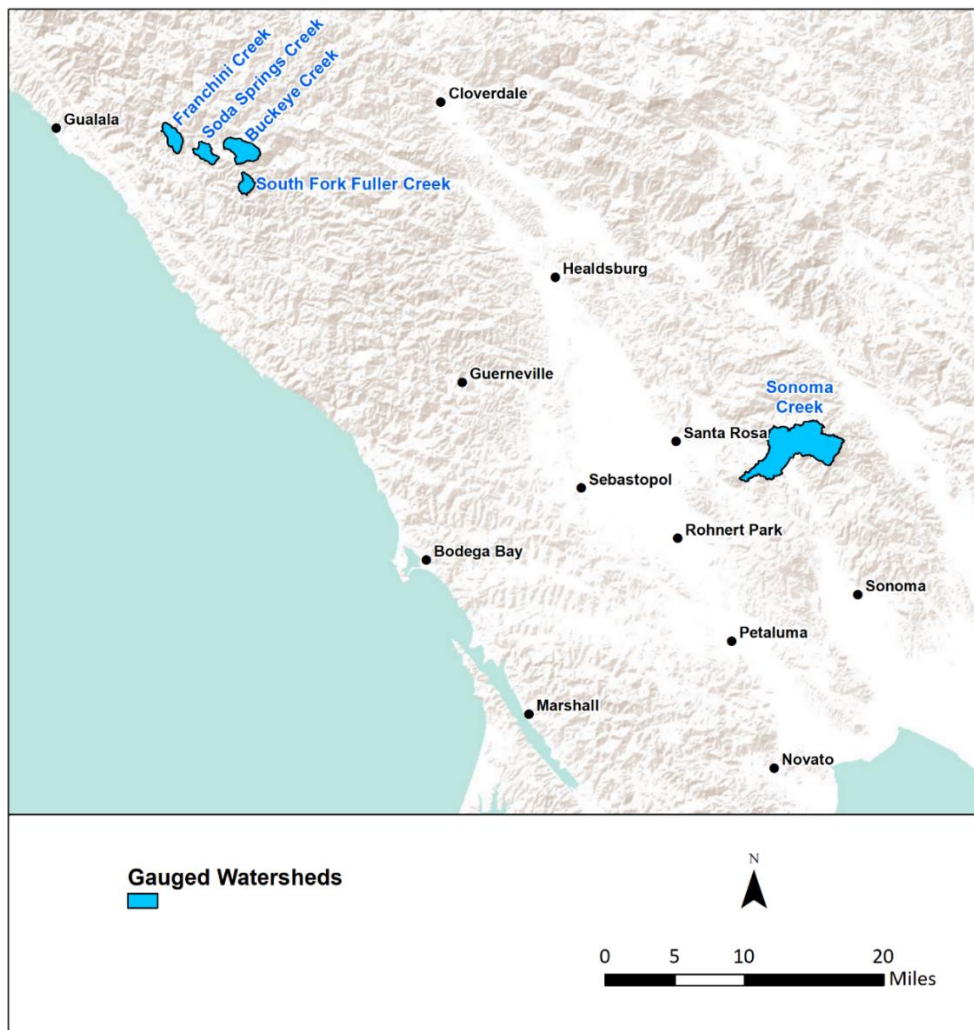 Franchini Creek
Soda Springs Creek
Buckeye Creek
Cloverdale
Gualala
South Fork Fuller Creek
Healdsburg
Guerneville
Sonoma
Creek
Santa Rosa
Sebastopol
Rohnert Park
Bodega Bay
Sonoma
Petaluma
Marshall
Novato
Gauged Watersheds
N
0 5 10 20
Miles